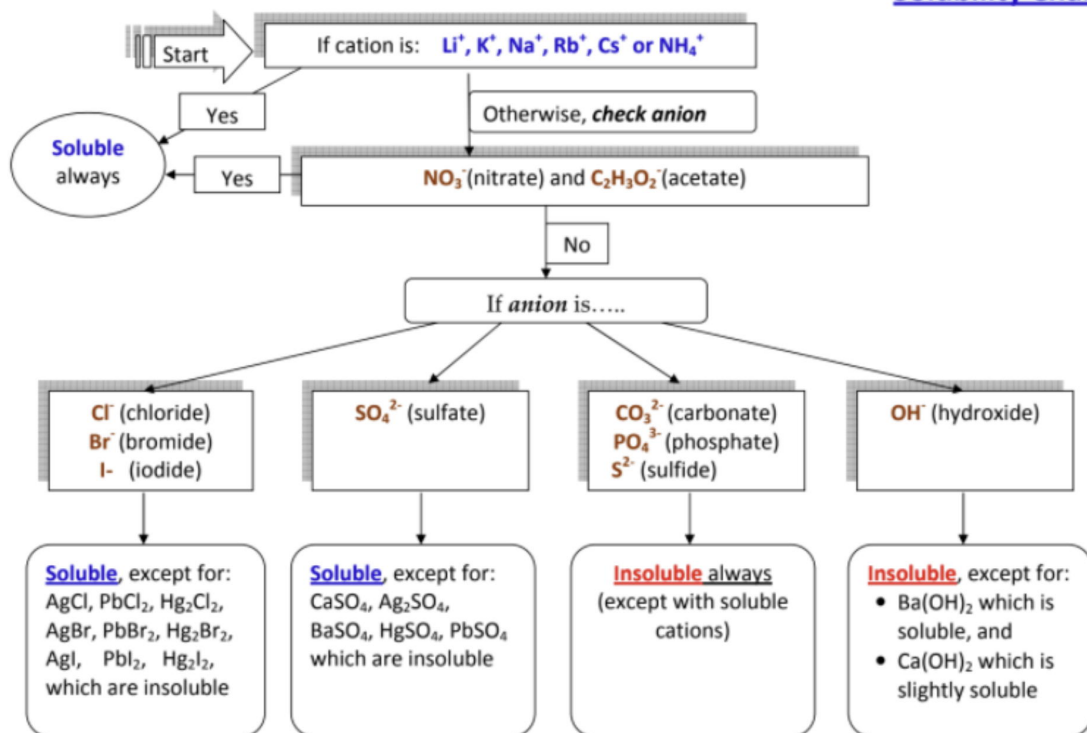 Start
If cation is: Li⁺, K⁺, Na⁺, Rb⁺, Cs⁺ or NH₄⁺
Yes
Otherwise, check anion
Soluble
always
Yes
NO₃⁻(nitrate) and C₂H₃O₂⁻(acetate)
No
If anion is…..
Cl⁻ (chloride)
Br⁻ (bromide)
I- (iodide)
SO₄²⁻ (sulfate)
CO₃²⁻ (carbonate)
PO₄³⁻ (phosphate)
S²⁻ (sulfide)
OH⁻ (hydroxide)
Soluble, except for:
AgCl, PbCl₂, Hg₂Cl₂,
AgBr, PbBr₂, Hg₂Br₂,
AgI, PbI₂, Hg₂I₂,
which are insoluble
Soluble, except for:
CaSO₄, Ag₂SO₄,
BaSO₄, HgSO₄, PbSO₄
which are insoluble
Insoluble always
(except with soluble
cations)
Insoluble, except for:
• Ba(OH)₂ which is
soluble, and
• Ca(OH)₂ which is
slightly soluble